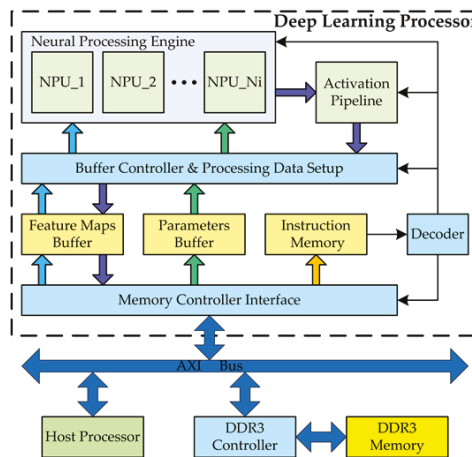 Deep Learning Processor
Neural Processing Engine
NPU_1
NPU_2
NPU_Ni
Activation
Pipeline
Buffer Controller & Processing Data Setup
Feature Maps
Buffer
Parameters
Buffer
Instruction
Memory
Decoder
Memory Controller Interface
AXI Bus
Host Processor
DDR3
Controller
DDR3
Memory